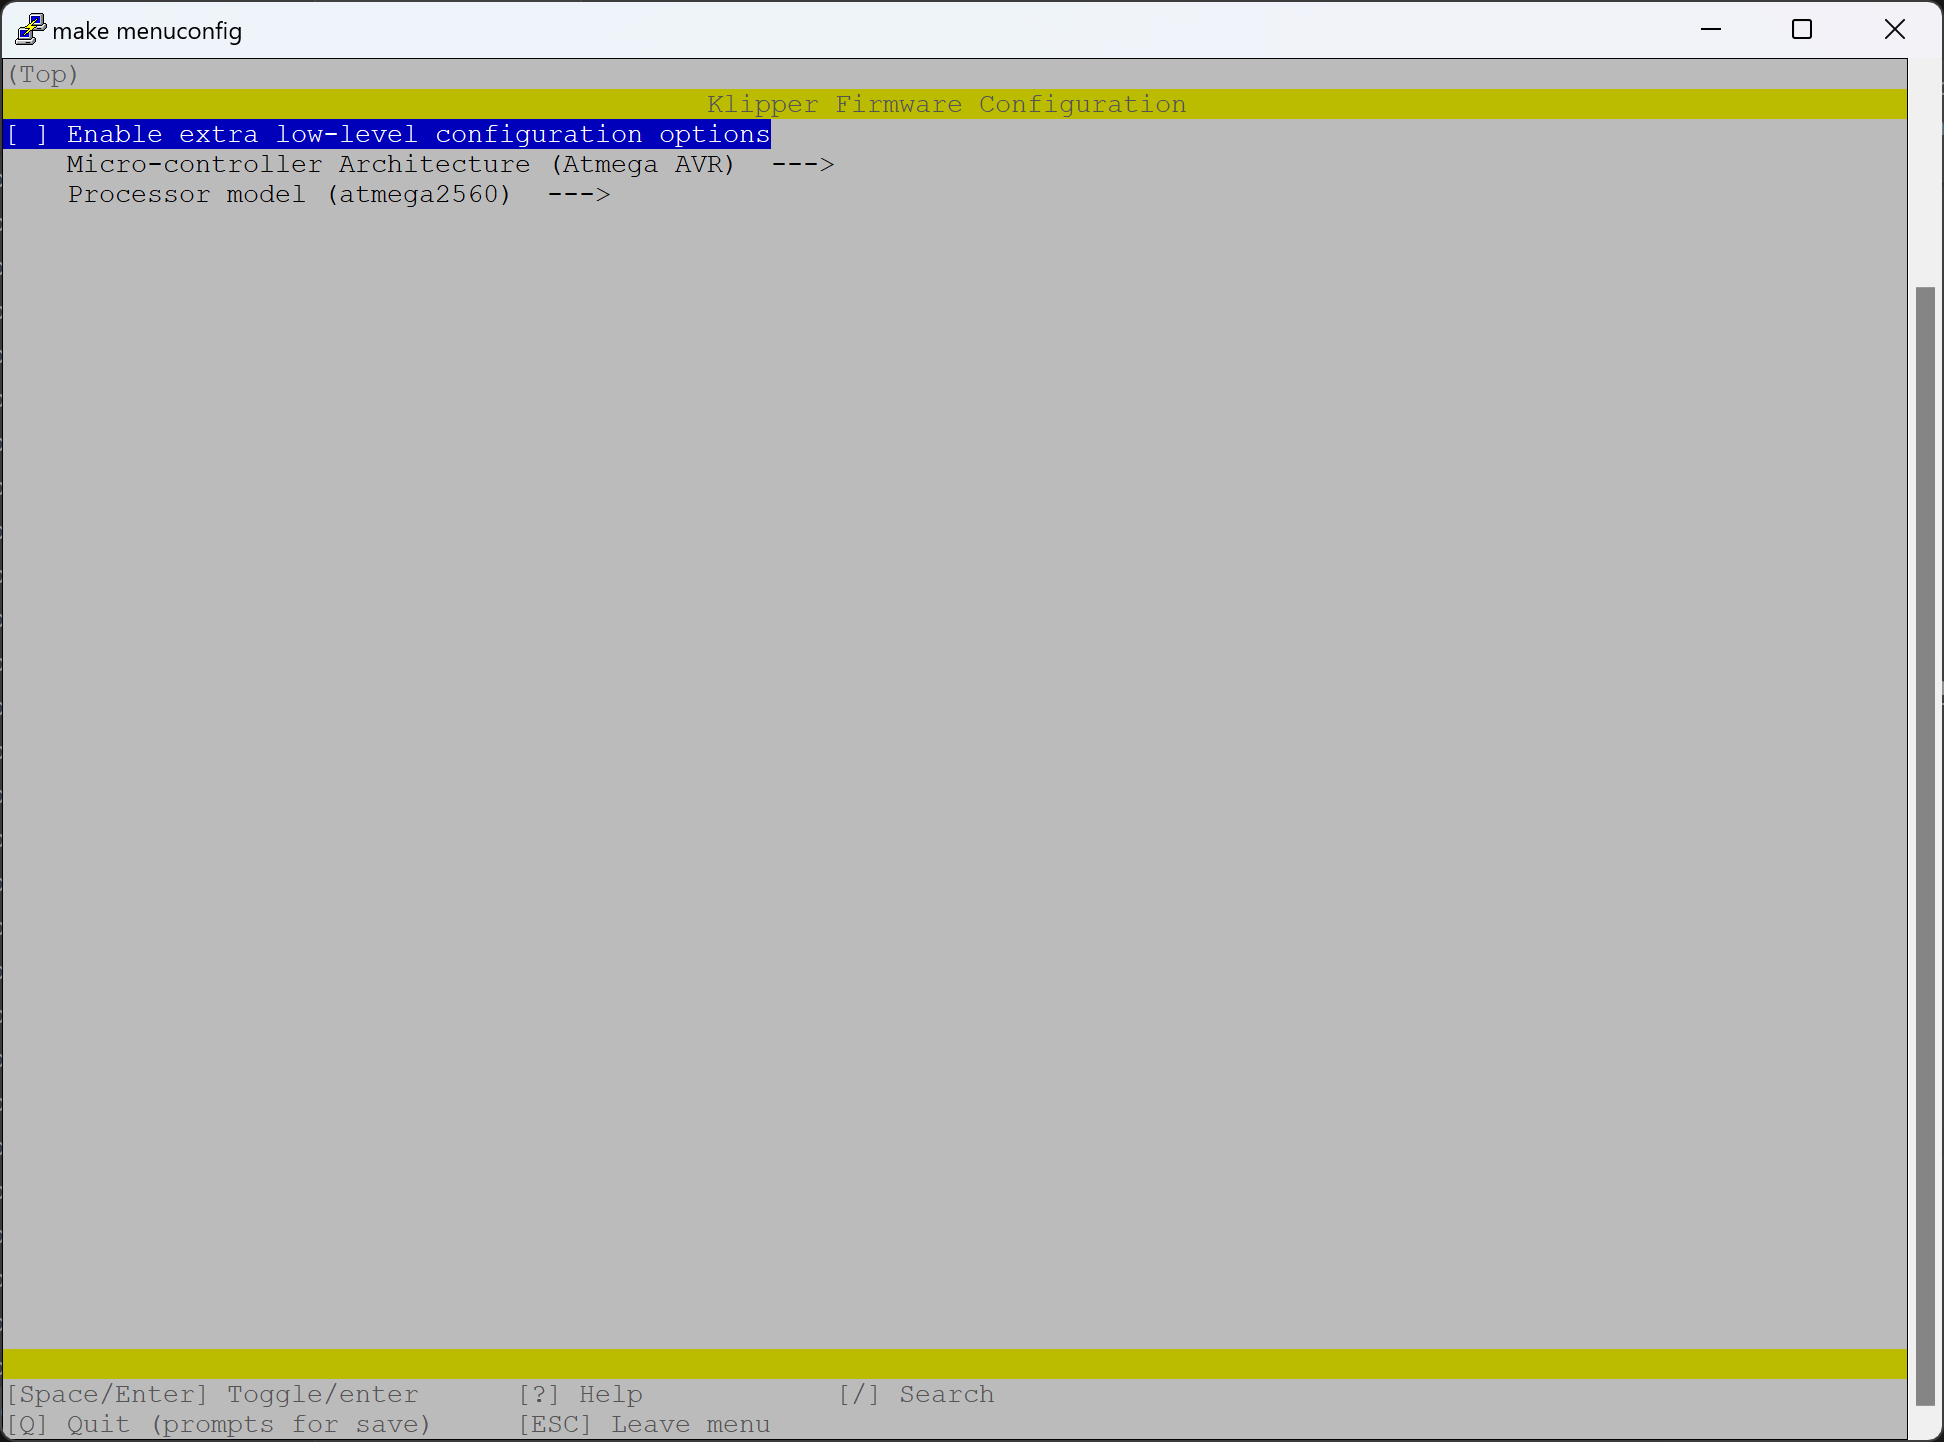 make menuconfig
(Top)
Klipper Firmware Configuration
[ ] Enable extra low-level configuration options
Micro-controller Architecture (Atmega AVR)  --->
Processor model (atmega2560)  --->
[Space/Enter] Toggle/enter [?] Help [/] Search
[Q] Quit (prompts for save) [ESC] Leave menu